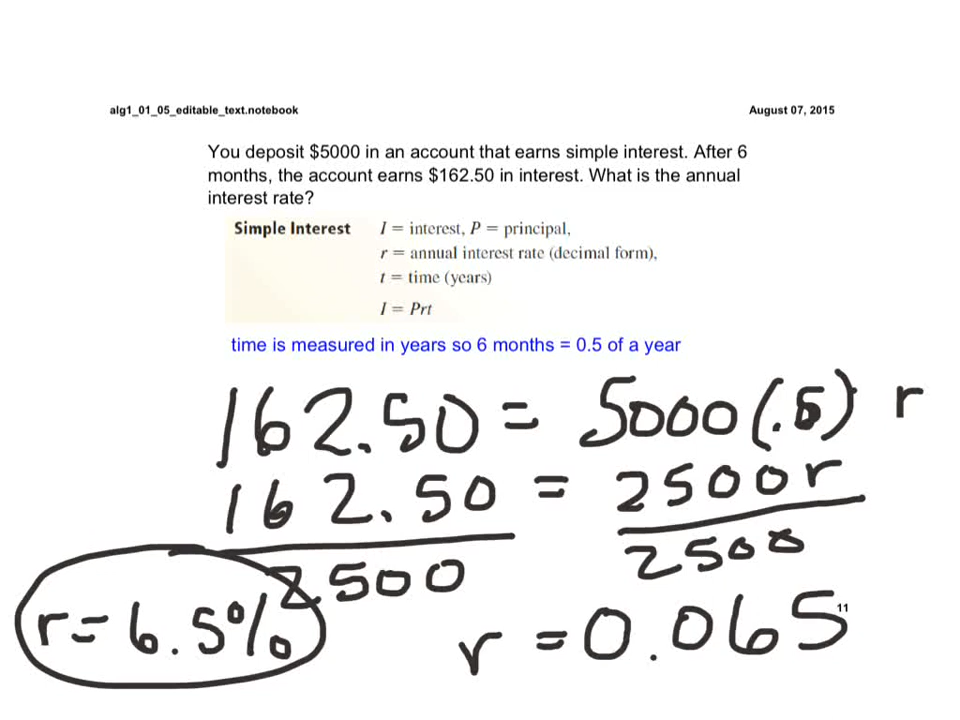 alg1_01_05_editable_text.notebook August 07, 2015
You deposit $5000 in an account that earns simple interest. After 6
months, the account earns $162.50 in interest. What is the annual
interest rate?
Simple Interest I = interest, P = principal,
r = annual interest rate (decimal form),
t = time (years)
I = Prt
time is measured in years so 6 months = 0.5 of a year
162.50 = 5000(.5) r
162.50 = 2500r
2500 2500
r = 0.065
11
r= 6.5%